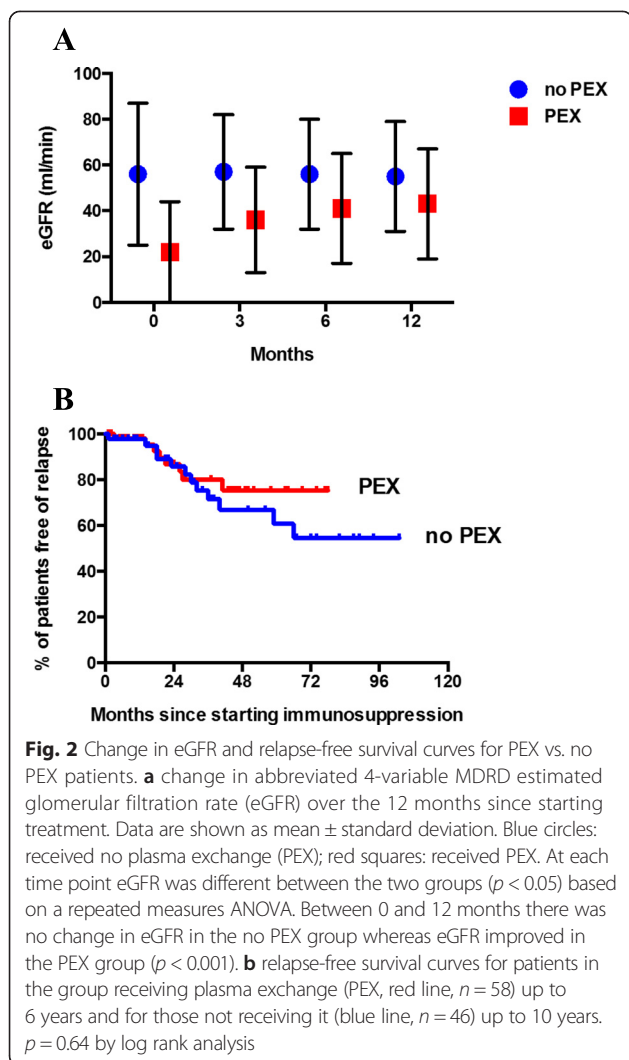 A
100
80
60
40
20
0
eGFR (ml/min)
0 3 6 12
Months
no PEX
PEX
B
100
80
60
40
20
0
% of patients free of relapse
PEX
no PEX
0 24 48 72 96 120
Months since starting immunosuppression
Fig. 2 Change in eGFR and relapse-free survival curves for PEX vs. no
PEX patients. a change in abbreviated 4-variable MDRD estimated
glomerular filtration rate (eGFR) over the 12 months since starting
treatment. Data are shown as mean ± standard deviation. Blue circles:
received no plasma exchange (PEX); red squares: received PEX. At each
time point eGFR was different between the two groups (p < 0.05) based
on a repeated measures ANOVA. Between 0 and 12 months there was
no change in eGFR in the no PEX group whereas eGFR improved in
the PEX group (p < 0.001). b relapse-free survival curves for patients in
the group receiving plasma exchange (PEX, red line, n = 58) up to
6 years and for those not receiving it (blue line, n = 46) up to 10 years.
p = 0.64 by log rank analysis